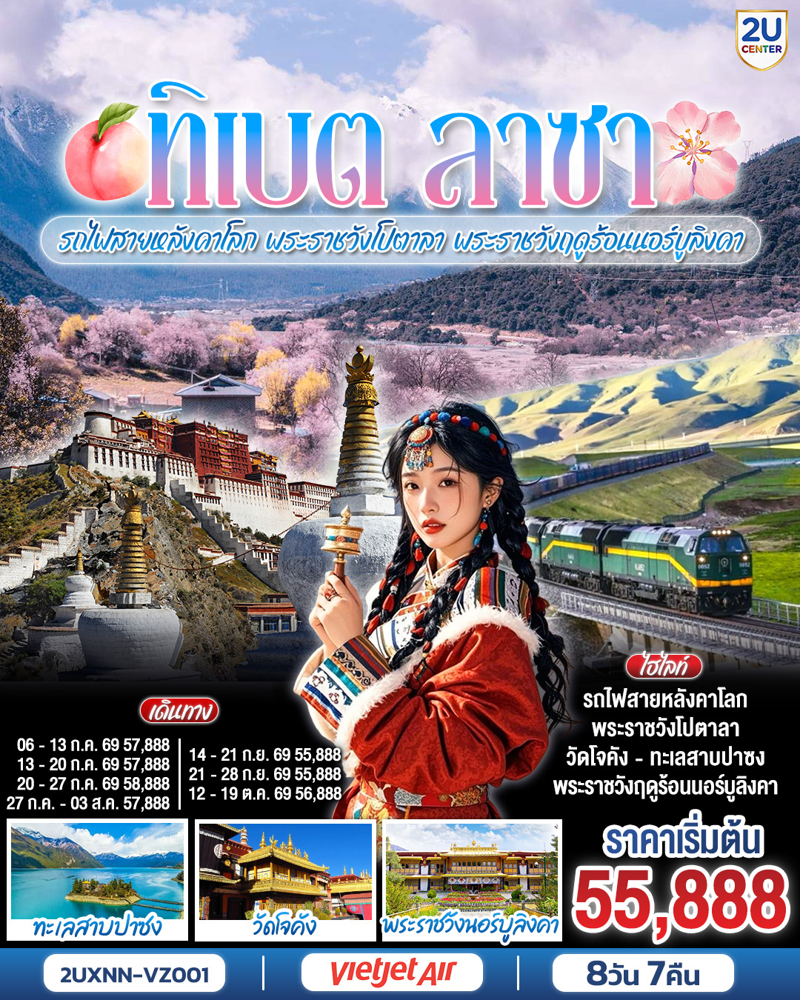 2U
CENTER
ทิเบต ลาซา
รถไฟสายหลังคาโลก พระราชวังโปตาลา พระราชวังฤดูร้อนนอร์บูลิงคา
0852
0852
ไฮไลท์
รถไฟสายหลังคาโลก
พระราชวังโปตาลา
วัดโจคัง - ทะเลสาบปาซง
พระราชวังฤดูร้อนนอร์บูลิงคา
เดินทาง
06 - 13 ก.ค. 69 57,888
13 - 20 ก.ค. 69 57,888
20 - 27 ก.ค. 69 58,888
27 ก.ค. - 03 ส.ค. 57,888
14 - 21 ก.ย. 69 55,888
21 - 28 ก.ย. 69 55,888
12 - 19 ต.ค. 69 56,888
ราคาเริ่มต้น
55,888
ทะเลสาบปาซง
วัดโจคัง
พระราชวังนอร์บูลิงคา
2UXNN-VZ001
vietjet Air
8วัน 7คืน